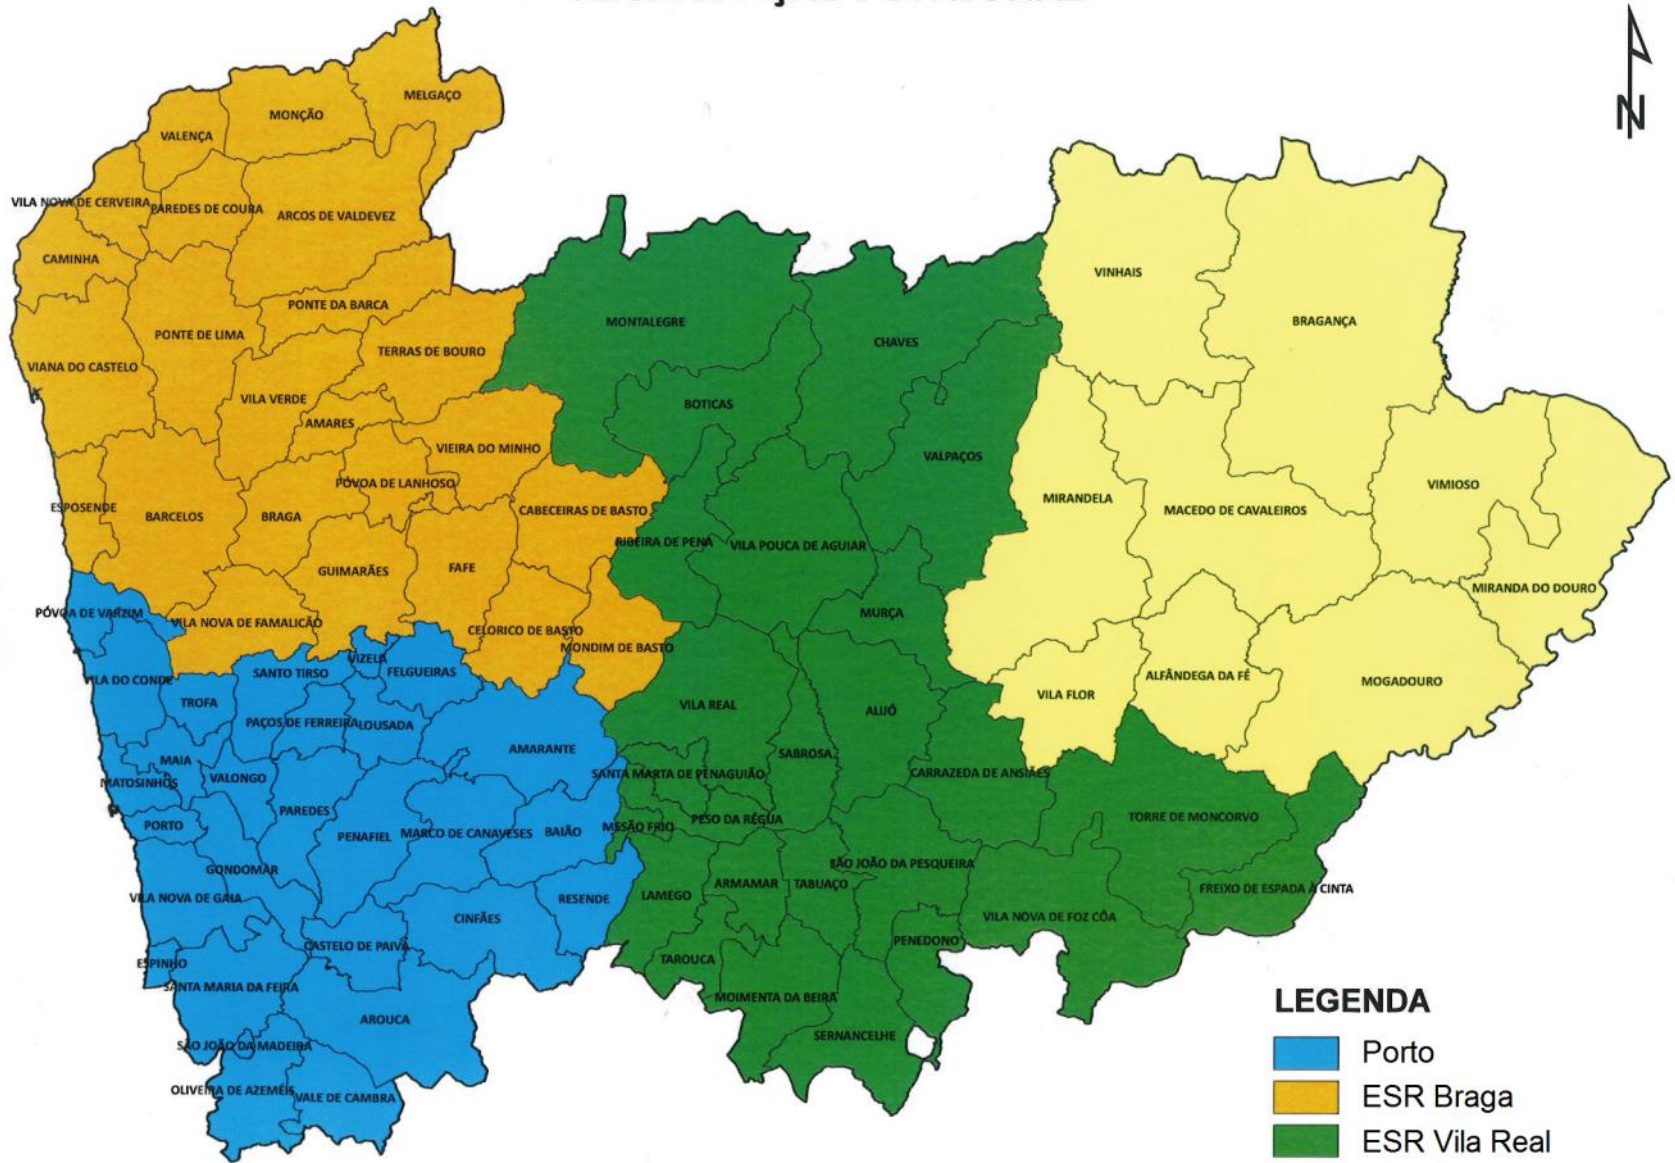 N
MELGAÇO
MONÇÃO
VALENÇA
VILA NOVA DE CERVEIRA
PAREDES DE COURA
ARCOS DE VALDEVEZ
CAMINHA
PONTE DA BARCA
PONTE DE LIMA
TERRAS DE BOURO
VIANA DO CASTELO
VILA VERDE
AMARES
VIEIRA DO MINHO
PÓVOA DE LANHOSO
ESPOSENDE
BARCELOS
BRAGA
CABECEIRAS DE BASTO
GUIMARÃES
FAFE
VILA NOVA DE FAMALICÃO
CELORICO DE BASTO
MONDIM DE BASTO
MONTALEGRE
CHAVES
BOTICAS
VALPAÇOS
RIBEIRA DE PENA
VILA POUCA DE AGUIAR
MURÇA
VILA REAL
ALIJÓ
SABROSA
SANTA MARTA DE PENAGUIÃO
CARRAZEDA DE ANSIÃES
MESÃO FRIO
PESO DA RÉGUA
TORRE DE MONCORVO
SÃO JOÃO DA PESQUEIRA
LAMEGO
ARMAMAR
TABUAÇO
FREIXO DE ESPADA À CINTA
VILA NOVA DE FOZ CÔA
PENEDONO
TAROUCA
MOIMENTA DA BEIRA
SERNANCELHE
VINHAIS
BRAGANÇA
MIRANDELA
MACEDO DE CAVALEIROS
VIMIOSO
MIRANDA DO DOURO
VILA FLOR
ALFÂNDEGA DA FÉ
MOGADOURO
PÓVOA DE VARZIM
VILA DO CONDE
SANTO TIRSO
VIZELA
FELGUEIRAS
TROFA
PAÇOS DE FERREIRA
LOUSADA
AMARANTE
MAIA
MATOSINHOS
VALONGO
PAREDES
PORTO
PENAFIEL
MARCO DE CANAVESES
BAIÃO
GONDOMAR
VILA NOVA DE GAIA
CINFÃES
RESENDE
CASTELO DE PAIVA
ESPINHO
SANTA MARIA DA FEIRA
AROUCA
SÃO JOÃO DA MADEIRA
OLIVEIRA DE AZEMÉIS
VALE DE CAMBRA
LEGENDA
Porto
ESR Braga
ESR Vila Real